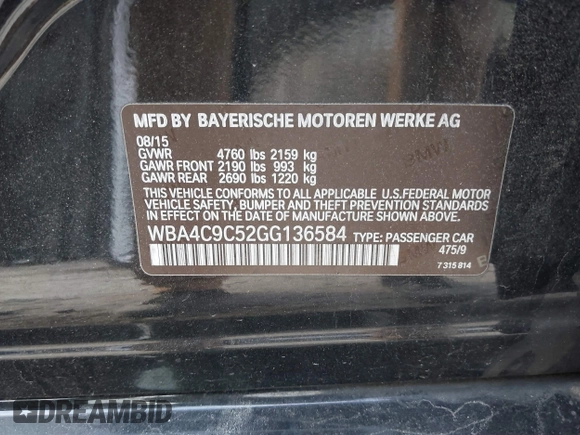 MFD BY BAYERISCHE MOTOREN WERKE AG
08/15
GVWR 4760 lbs 2159 kg
GAWR FRONT 2190 lbs 993 kg
GAWR REAR 2690 lbs 1220 kg
THIS VEHICLE CONFORMS TO ALL APPLICABLE U.S.FEDERAL MOTOR
VEHICLE SAFETY, BUMPER AND THEFT PREVENTION STANDARDS
IN EFFECT ON THE DATE OF MANUFACTURE SHOWN ABOVE.
WBA4C9C52GG136584 TYPE: PASSENGER CAR
475/9
7 315 814
E
DREAMBID.COM